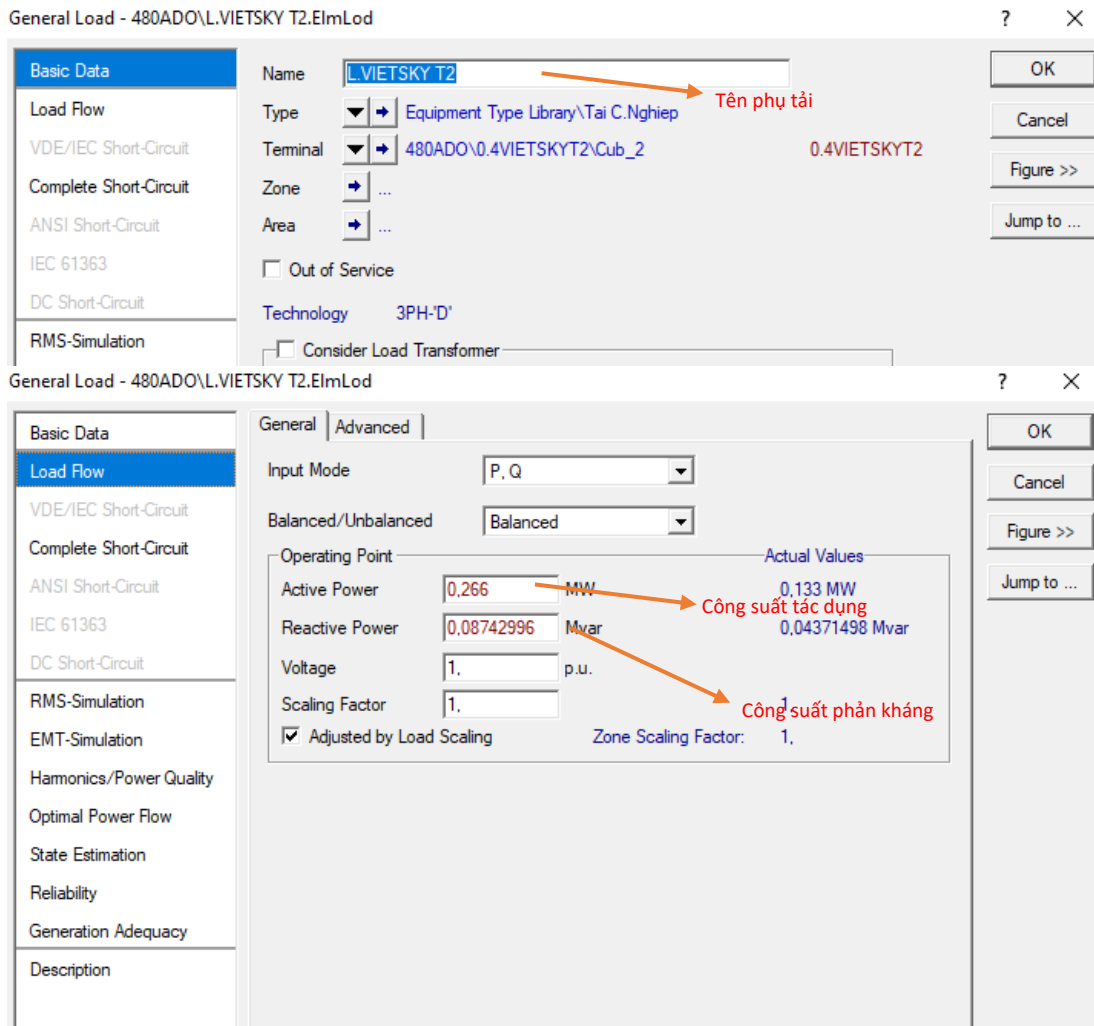 General Load - 480ADO\L.VIETSKY T2.ElmLod ? ×
Basic Data
Load Flow
VDE/IEC Short-Circuit
Complete Short-Circuit
ANSI Short-Circuit
IEC 61363
DC Short-Circuit
RMS-Simulation
Name L.VIETSKY T2
Tên phụ tải
Type Equipment Type Library\Tai C.Nghiep
Terminal 480ADO\0.4VIETSKYT2\Cub_2 0.4VIETSKYT2
Zone ...
Area ...
Out of Service
Technology 3PH-'D'
Consider Load Transformer
OK
Cancel
Figure >>
Jump to ...
General Load - 480ADO\L.VIETSKY T2.ElmLod ? ×
Basic Data
Load Flow
VDE/IEC Short-Circuit
Complete Short-Circuit
ANSI Short-Circuit
IEC 61363
DC Short-Circuit
RMS-Simulation
EMT-Simulation
Harmonics/Power Quality
Optimal Power Flow
State Estimation
Reliability
Generation Adequacy
Description
General Advanced
Input Mode P, Q
Balanced/Unbalanced Balanced
Operating Point Actual Values
Active Power 0,266 MW 0,133 MW
Công suất tác dụng
Reactive Power 0,08742996 Mvar 0,04371498 Mvar
Voltage 1, p.u.
Scaling Factor 1, 1,
Công suất phản kháng
Adjusted by Load Scaling Zone Scaling Factor: 1,
OK
Cancel
Figure >>
Jump to ...